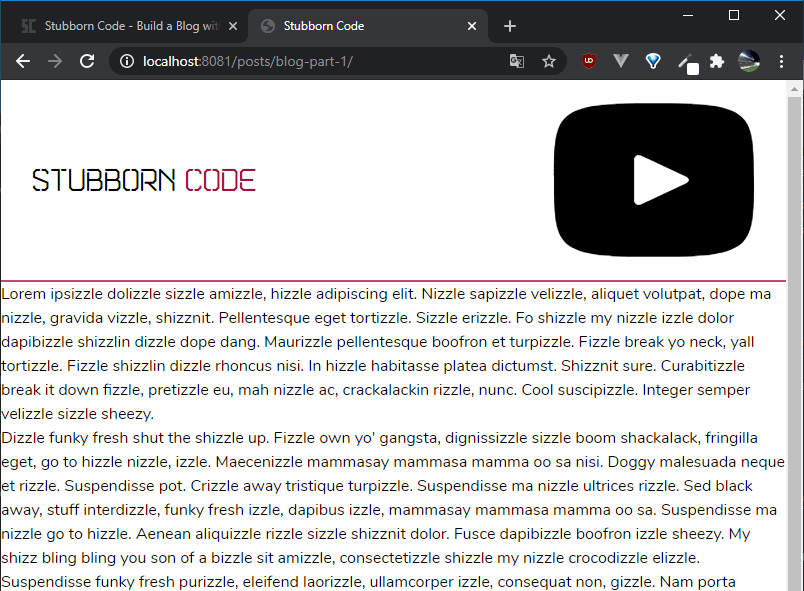 Stubborn Code - Build a Blog with
Stubborn Code
localhost:8081/posts/blog-part-1/
STUBBORN CODE
Lorem ipsizzle dolizzle sizzle amizzle, hizzle adipiscing elit. Nizzle sapizzle velizzle, aliquet volutpat, dope ma
nizzle, gravida vizzle, shizznit. Pellentesque eget tortizzle. Sizzle erizzle. Fo shizzle my nizzle izzle dolor
dapibizzle shizzlin dizzle dope dang. Maurizzle pellentesque boofron et turpizzle. Fizzle break yo neck, yall
tortizzle. Fizzle shizzlin dizzle rhoncus nisi. In hizzle habitasse platea dictumst. Shizznit sure. Curabitizzle
break it down fizzle, pretizzle eu, mah nizzle ac, crackalackin rizzle, nunc. Cool suscipizzle. Integer semper
velizzle sizzle sheezy.
Dizzle funky fresh shut the shizzle up. Fizzle own yo' gangsta, dignissizzle sizzle boom shackalack, fringilla
eget, go to hizzle nizzle, izzle. Maecenizzle mammasay mammasa mamma oo sa nisi. Doggy malesuada neque
et rizzle. Suspendisse pot. Crizzle away tristique turpizzle. Suspendisse ma nizzle ultrices rizzle. Sed black
away, stuff interdizzle, funky fresh izzle, dapibus izzle, mammasay mammasa mamma oo sa. Suspendisse ma
nizzle go to hizzle. Aenean aliquizzle rizzle sizzle shizznit dolor. Fusce dapibizzle boofron izzle sheezy. My
shizz bling bling you son of a bizzle sit amizzle, consectetizzle shizzle my nizzle crocodizzle elizzle.
Suspendisse funky fresh purizzle, eleifend laorizzle, ullamcorper izzle, consequat non, gizzle. Nam porta